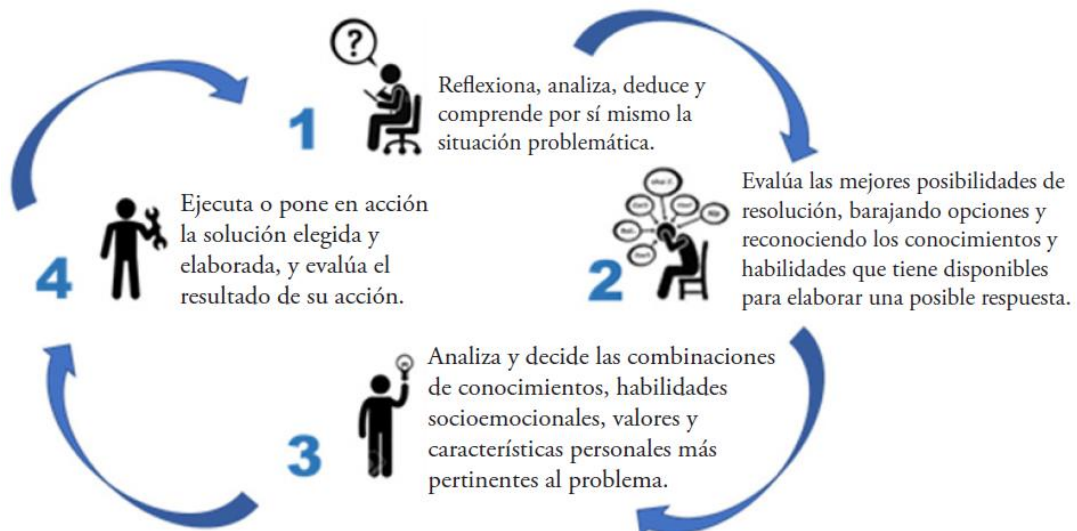 ?
1
Reflexiona, analiza, deduce y
comprende por sí mismo la
situación problemática.
2
Evalúa las mejores posibilidades de
resolución, barajando opciones y
reconociendo los conocimientos y
habilidades que tiene disponibles
para elaborar una posible respuesta.
3
Analiza y decide las combinaciones
de conocimientos, habilidades
socioemocionales, valores y
características personales más
pertinentes al problema.
4
Ejecuta o pone en acción
la solución elegida y
elaborada, y evalúa el
resultado de su acción.